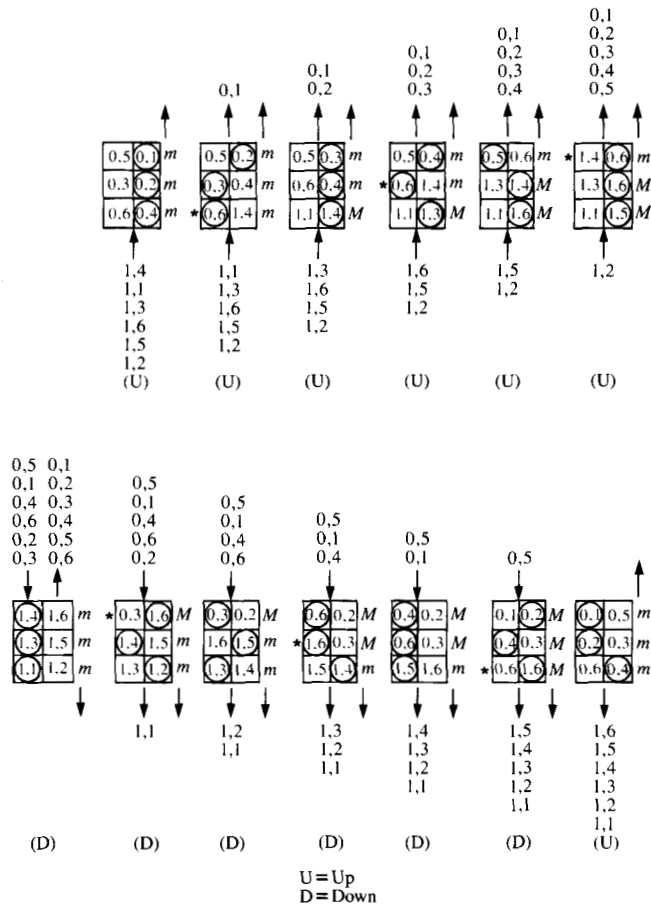 0,1
0,1 0,2
0,1 0,2 0,3
0,1 0,2 0,3 0,4
0,1 0,2 0,3 0,4 0,5
0.5 0.1 m 0.5 0.2 m 0.5 0.3 m 0.5 0.4 m 0.5 0.6 m * 1.4 0.6 m
0.3 0.2 m 0.3 0.4 m 0.6 0.4 m * 0.6 1.4 m 1.3 1.4 M 1.3 1.6 M
0.6 0.4 m * 0.6 1.4 m 1.1 1.4 M 1.1 1.3 M 1.1 1.6 M 1.1 1.5 M
1,4 1,1 1,3 1,6 1,5 1,2
1,1 1,3 1,6 1,5 1,2
1,3 1,6 1,5 1,2
1,6 1,5 1,2
1,5 1,2
1,2
(U) (U) (U) (U) (U) (U)
0,5 0,1
0,1 0,2 0,5
0,4 0,3 0,1 0,5
0,6 0,4 0,4 0,1 0,5
0,2 0,5 0,6 0,4 0,1 0,5
0,3 0,6 0,2 0,6 0,4 0,1 0,5
1.4 1.6 m * 0.3 1.6 M 0.3 0.2 M 0.6 0.2 M 0.4 0.2 M 0.1 0.2 M 0.1 0.5 m
1.3 1.5 m 1.4 1.5 m 1.6 1.5 m * 1.6 0.3 M 0.6 0.3 M 0.4 0.3 M 0.2 0.3 m
1.1 1.2 m 1.3 1.2 m 1.3 1.4 m 1.5 1.4 m 1.5 1.6 m * 0.6 1.6 M 0.6 0.4 m
1,1 1,2 1,3 1,4 1,5 1,6
1,1 1,2 1,3 1,4 1,5
1,1 1,2 1,3 1,4
1,1 1,2 1,3
1,1 1,2
1,1
(D) (D) (D) (D) (D) (D) (U)
U = Up
D = Down